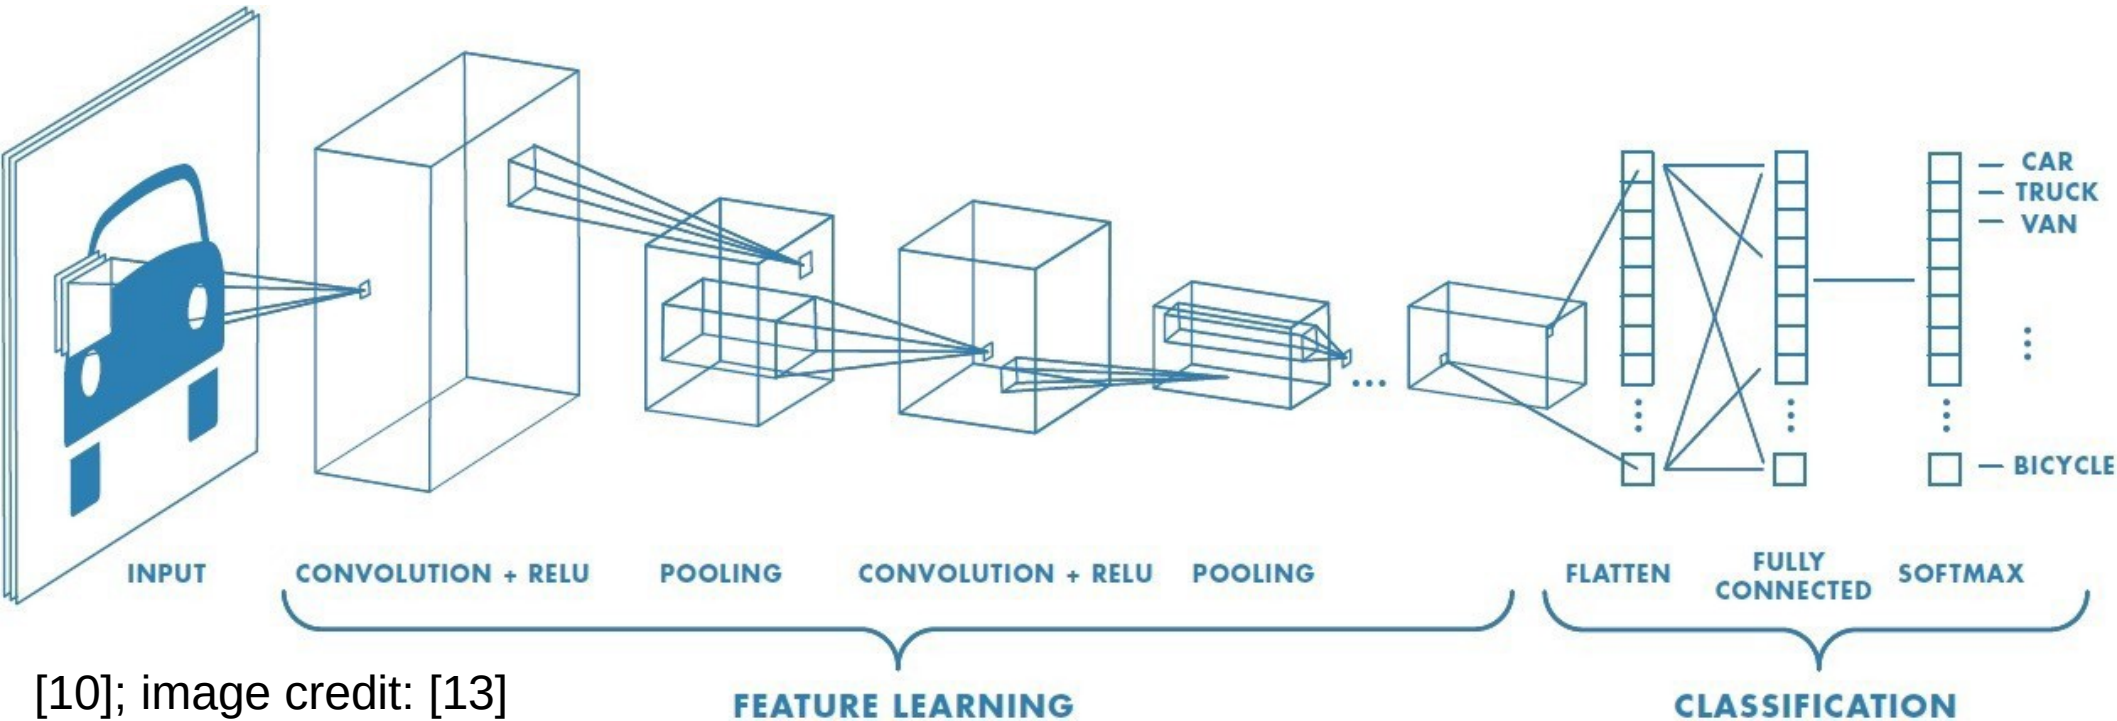 CAR
TRUCK
VAN
BICYCLE
INPUT
CONVOLUTION + RELU
POOLING
CONVOLUTION + RELU
POOLING
FLATTEN
FULLY
CONNECTED
SOFTMAX
FEATURE LEARNING
CLASSIFICATION
[10]; image credit: [13]